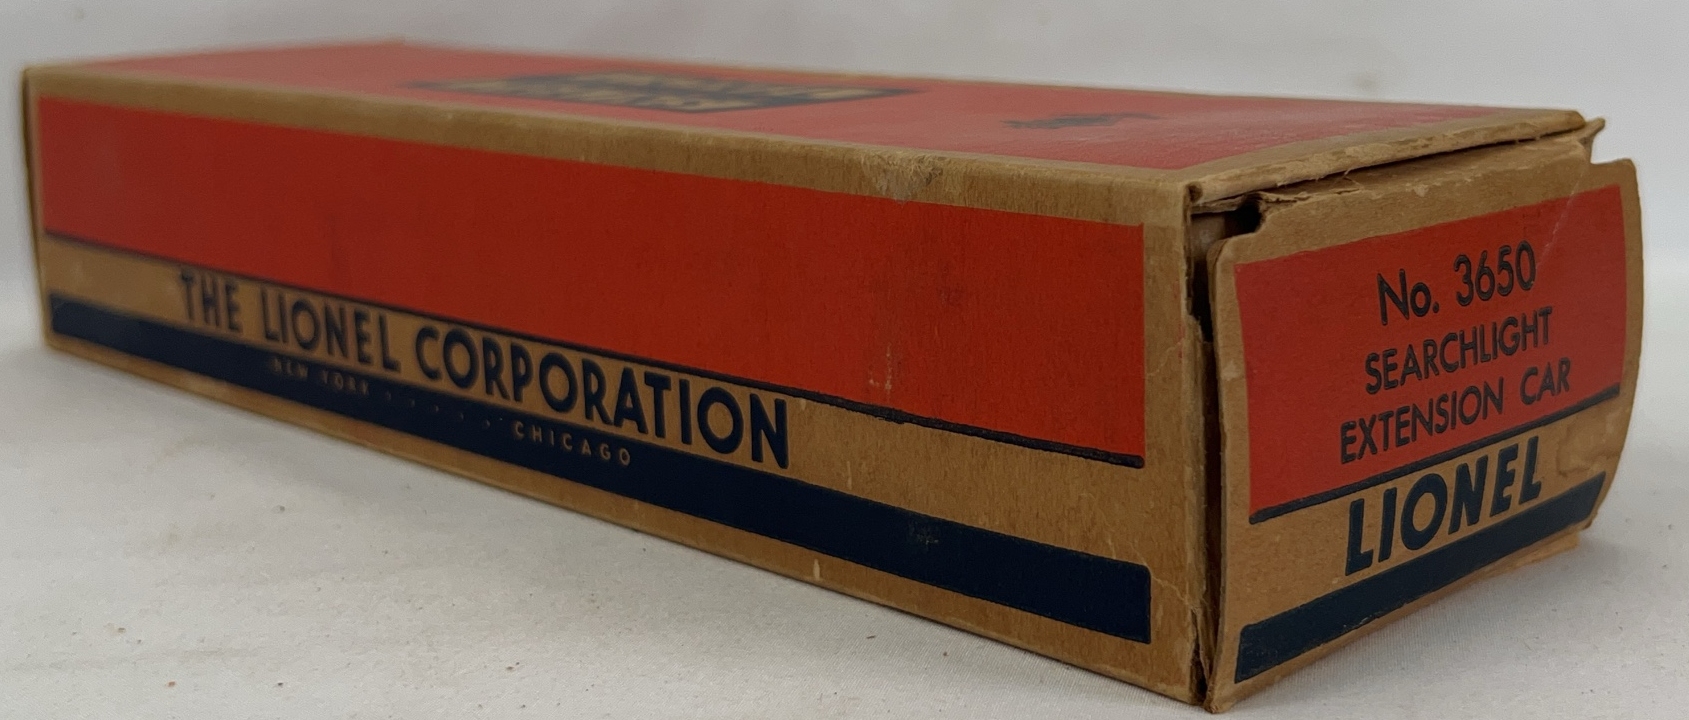 THE LIONEL CORPORATION
NEW YORK . . . . . . CHICAGO
No. 3650
SEARCHLIGHT
EXTENSION CAR
LIONEL